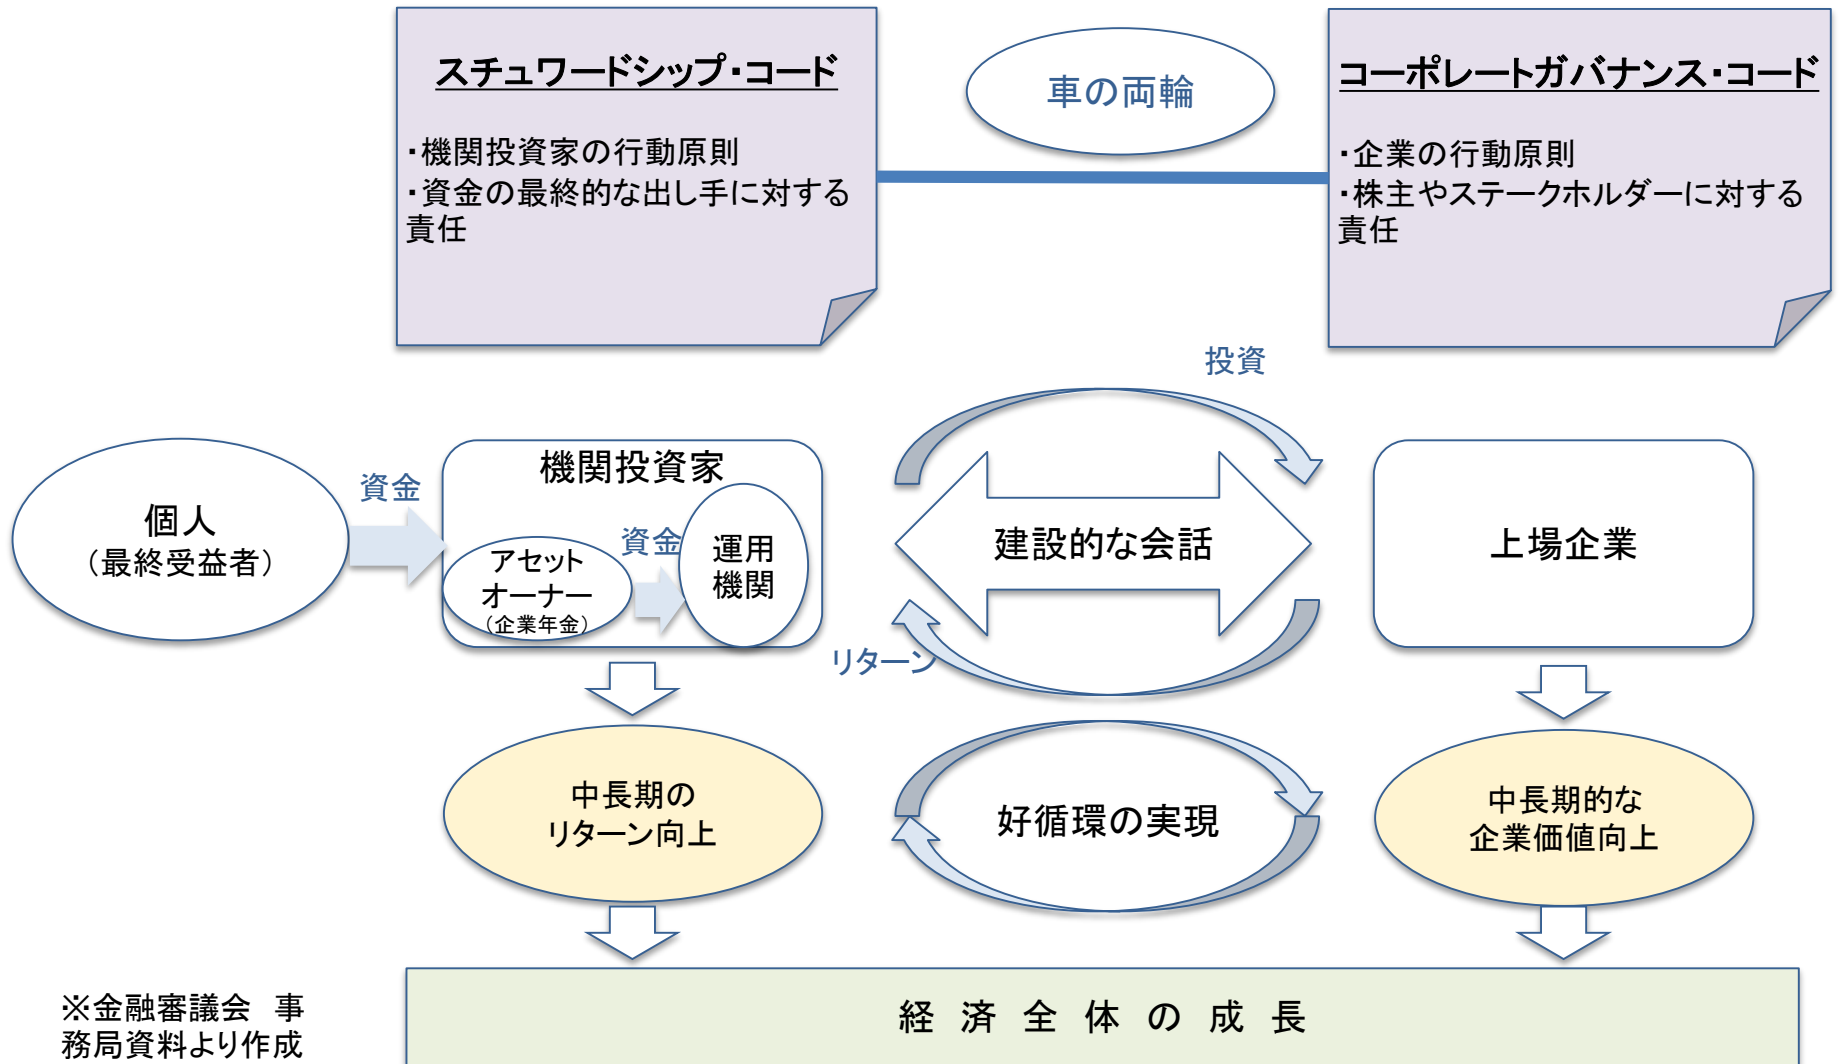 スチュワードシップ・コード
・機関投資家の行動原則
・資金の最終的な出し手に対する
責任
車の両輪
コーポレートガバナンス・コード
・企業の行動原則
・株主やステークホルダーに対する
責任
投資
個人
（最終受益者）
資金
機関投資家
アセット
オーナー
（企業年金）
資金
運用
機関
建設的な会話
上場企業
リターン
中長期の
リターン向上
好循環の実現
中長期的な
企業価値向上
経済全体の成長
※金融審議会　事
務局資料より作成